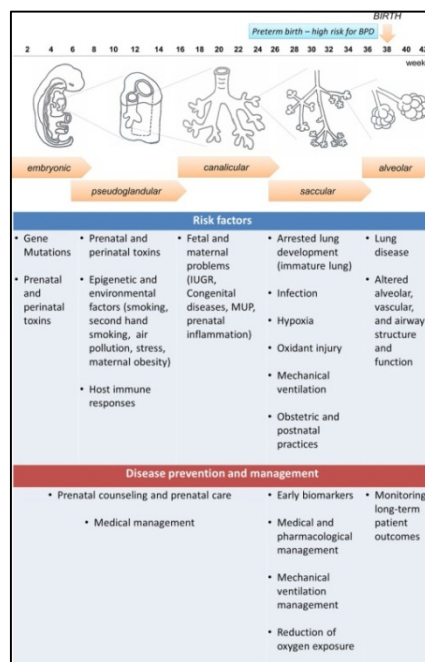 BIRTH
Preterm birth – high risk for BPD
2 4 6 8 10 12 14 16 18 20 22 24 26 28 30 32 34 36 38 40 42
week
embryonic
pseudoglandular
canalicular
saccular
alveolar
Risk factors
• Gene
Mutations
• Prenatal
and
perinatal
toxins
• Prenatal and
perinatal toxins
• Epigenetic and
environmental
factors (smoking,
second hand
smoking, air
pollution, stress,
maternal obesity)
• Host immune
responses
• Fetal and
maternal
problems
(IUGR,
Congenital
diseases, MUP,
prenatal
inflammation)
• Arrested lung
development
(immature lung)
• Infection
• Hypoxia
• Oxidant injury
• Mechanical
ventilation
• Obstetric and
postnatal
practices
• Lung
disease
• Altered
alveolar,
vascular,
and airway
structure
and
function
Disease prevention and management
• Prenatal counseling and prenatal care
• Medical management
• Early biomarkers
• Medical and
pharmacological
management
• Mechanical
ventilation
management
• Reduction of
oxygen exposure
• Monitoring
long-term
patient
outcomes